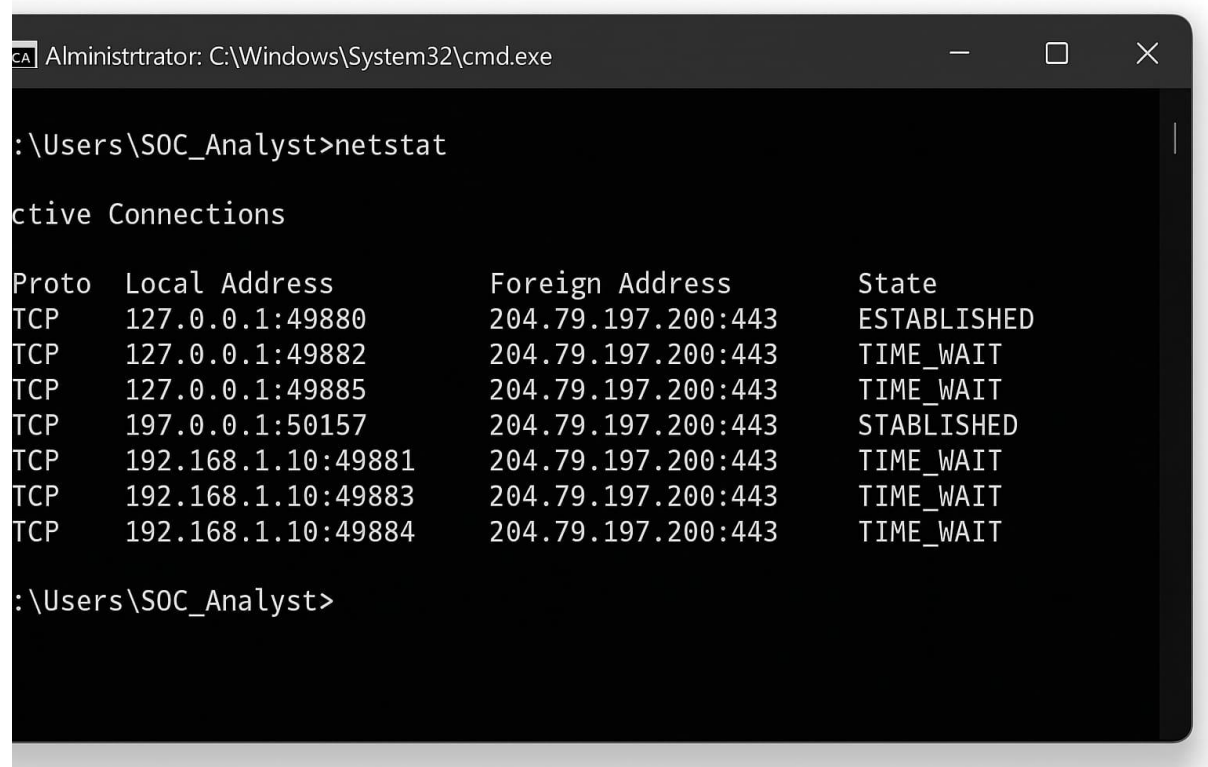 CA Alministrtrator: C:\Windows\System32\cmd.exe
:\Users\SOC_Analyst>netstat
ctive Connections
Proto Local Address Foreign Address State
TCP 127.0.0.1:49880 204.79.197.200:443 ESTABLISHED
TCP 127.0.0.1:49882 204.79.197.200:443 TIME_WAIT
TCP 127.0.0.1:49885 204.79.197.200:443 TIME_WAIT
TCP 197.0.0.1:50157 204.79.197.200:443 STABLISHED
TCP 192.168.1.10:49881 204.79.197.200:443 TIME_WAIT
TCP 192.168.1.10:49883 204.79.197.200:443 TIME_WAIT
TCP 192.168.1.10:49884 204.79.197.200:443 TIME_WAIT
:\Users\SOC_Analyst>